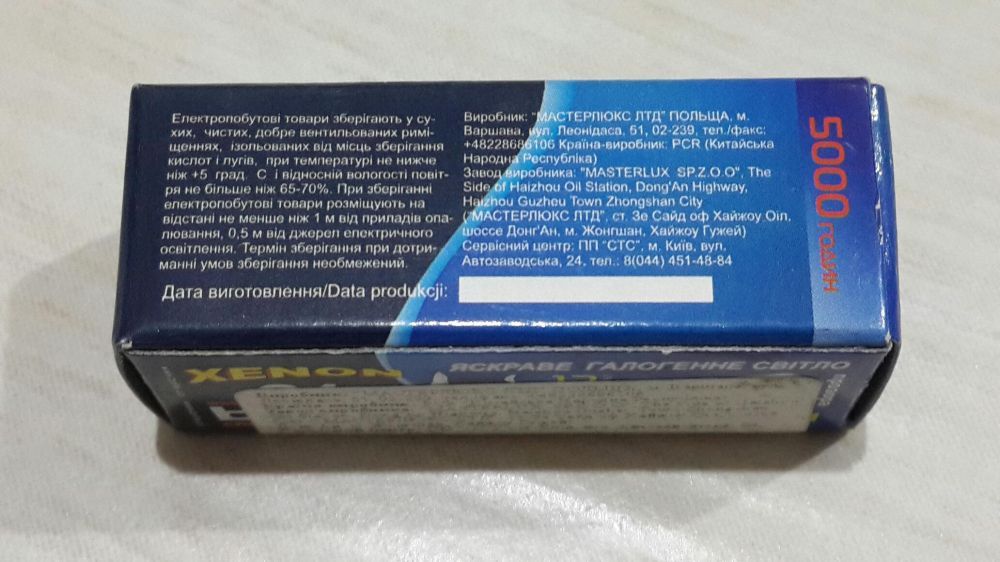 Електропобутові товари зберігають у су-
хих, чистих, добре вентильованих примі-
щеннях, ізольованих від місць зберігання
кислот і лугів, при температурі не нижче
ніж +5 град. С і відносній вологості повіт-
ря не більше ніж 65-70%. При зберіганні
електропобутові товари розміщують на
відстані не менше ніж 1 м від приладів опа-
лювання, 0,5 м від джерел електричного
освітлення. Термін зберігання при дотри-
манні умов зберігання необмежений.
Дата виготовлення/Data produkcji:
Виробник: "МАСТЕРЛЮКС ЛТД" ПОЛЬЩА, м.
Варшава, вул. Леонідаса, 51, 02-239, тел./факс:
+48228686106 Країна-виробник: PCR (Китайська
Народна Республіка)
Завод виробника: "MASTERLUX SP.Z.O.O", The
Side of Haizhou Oil Station, Dong'An Highway,
Haizhou Guzheu Town Zhongshan City
("МАСТЕРЛЮКС ЛТД", ст. Зе Сайд оф Хайжоу Оіл,
шоссе Донг'Ан, м. Жонгшан, Хайжоу Гужей)
Сервісний центр: ПП "СТС", м. Київ, вул.
Автозаводська, 24, тел.: 8(044) 451-48-84
5000 годин
XENON
ЯСКРАВЕ ГАЛОГЕННЕ СВІТЛО